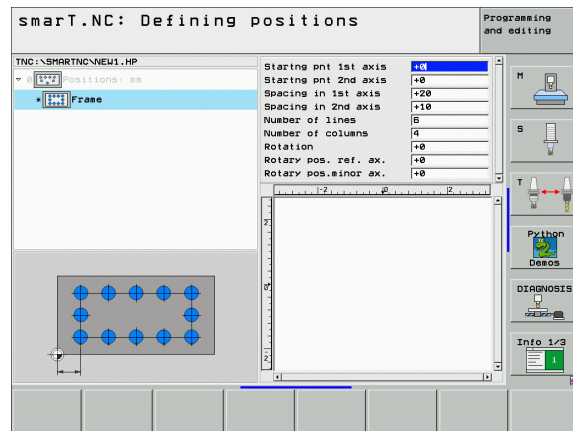 smarT.NC: Defining positions
Programming
and editing
TNC:\SMARTNC\NEW1.HP
0 Positions: mm
* Frame
Startng pnt 1st axis +0
Startng pnt 2nd axis +0
Spacing in 1st axis +20
Spacing in 2nd axis +10
Number of lines 6
Number of columns 4
Rotation +0
Rotary pos. ref. ax. +0
Rotary pos.minor ax. +0
M
S
T
Python
Demos
DIAGNOSIS
Info 1/3